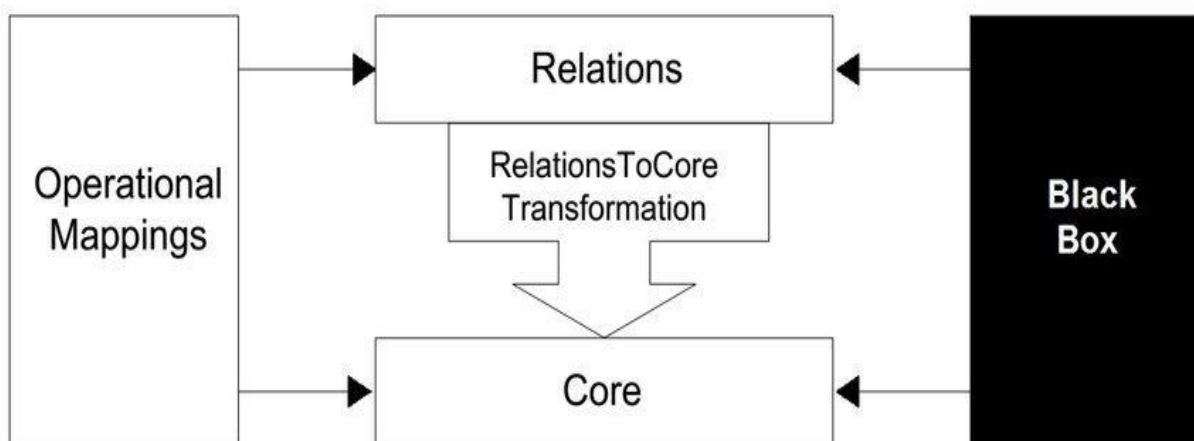 Relations
Operational
Mappings
RelationsToCore
Transformation
Black
Box
Core